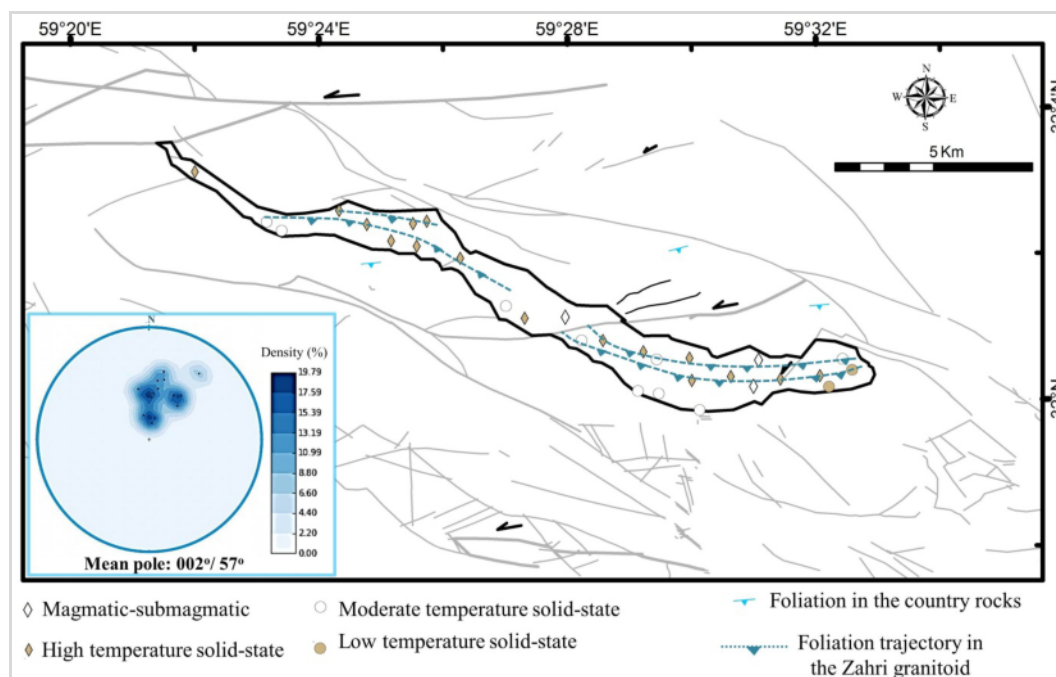 59°20'E 59°24'E 59°28'E 59°32'E
N
W E
S
5 Km
33°N
N
Density (%)
19.79
17.59
15.39
13.19
10.99
8.80
6.60
4.40
2.20
0.00
Mean pole: 002°/ 57°
Magmatic-submagmatic
Moderate temperature solid-state
Foliation in the country rocks
High temperature solid-state
Low temperature solid-state
Foliation trajectory in
the Zahri granitoid